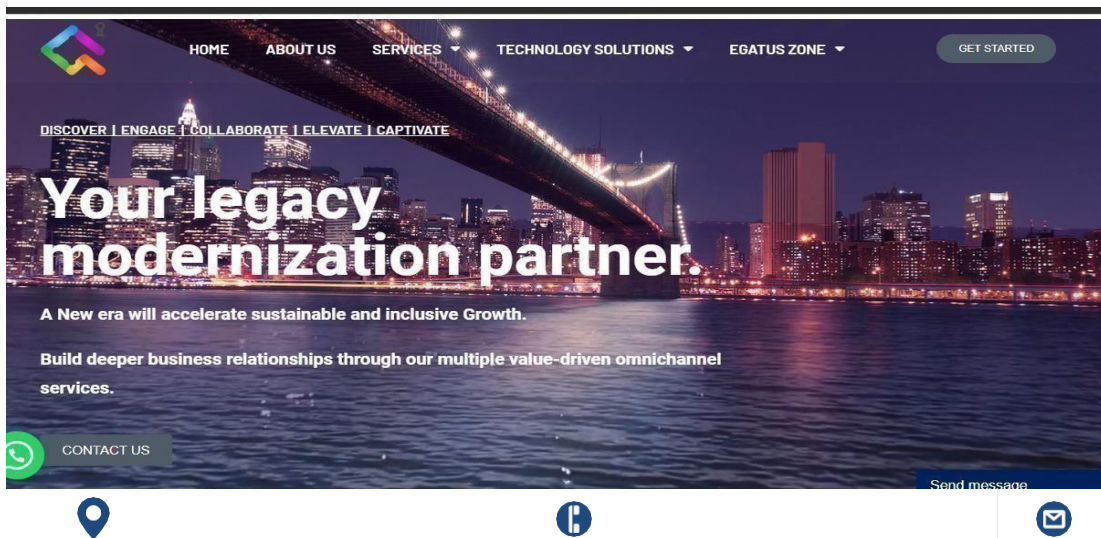 HOME ABOUT US SERVICES TECHNOLOGY SOLUTIONS EGATUS ZONE GET STARTED
DISCOVER | ENGAGE | COLLABORATE | ELEVATE | CAPTIVATE
Your legacy
modernization partner.
A New era will accelerate sustainable and inclusive Growth.
Build deeper business relationships through our multiple value-driven omnichannel
services.
CONTACT US
Send message